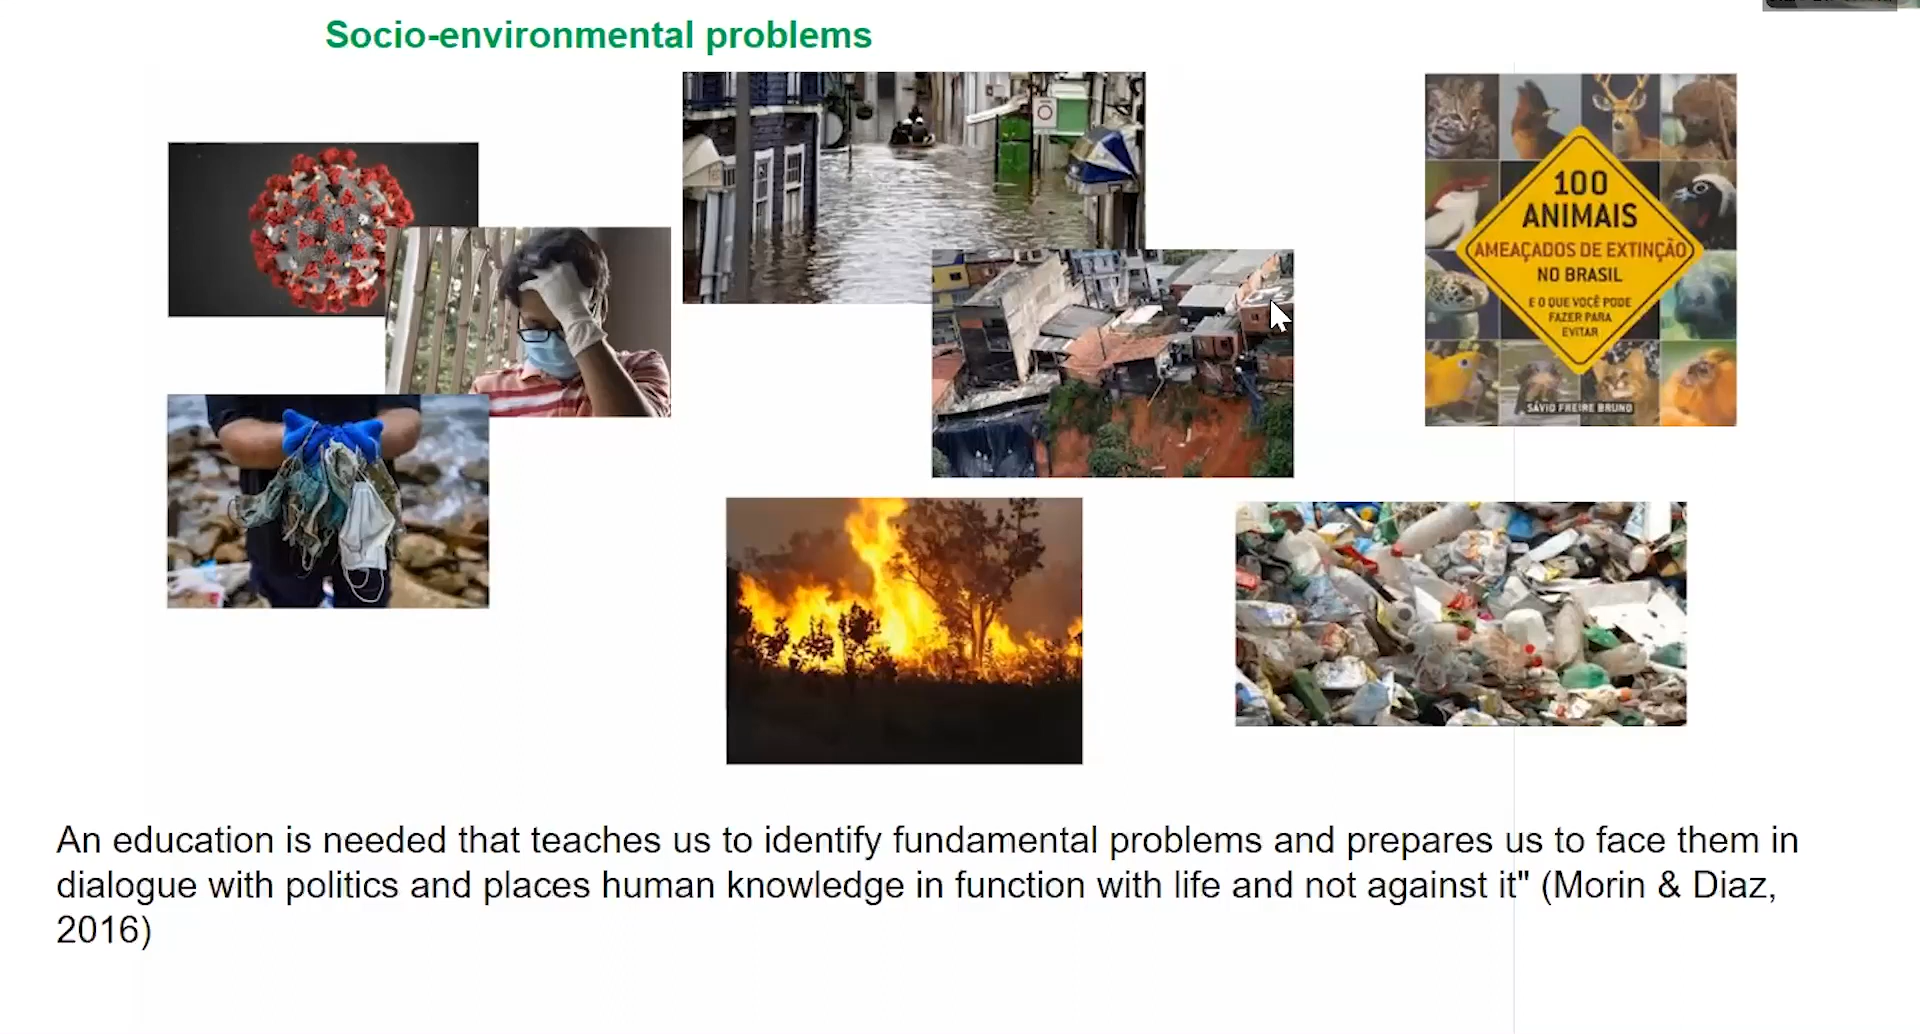 Socio-environmental problems
100
ANIMAIS
AMEAÇADOS DE EXTINÇÃO
NO BRASIL
E O QUE VOCÊ PODE
FAZER PARA
EVITAR
SÁVIO FREIRE BRUNO
An education is needed that teaches us to identify fundamental problems and prepares us to face them in
dialogue with politics and places human knowledge in function with life and not against it" (Morin & Diaz,
2016)